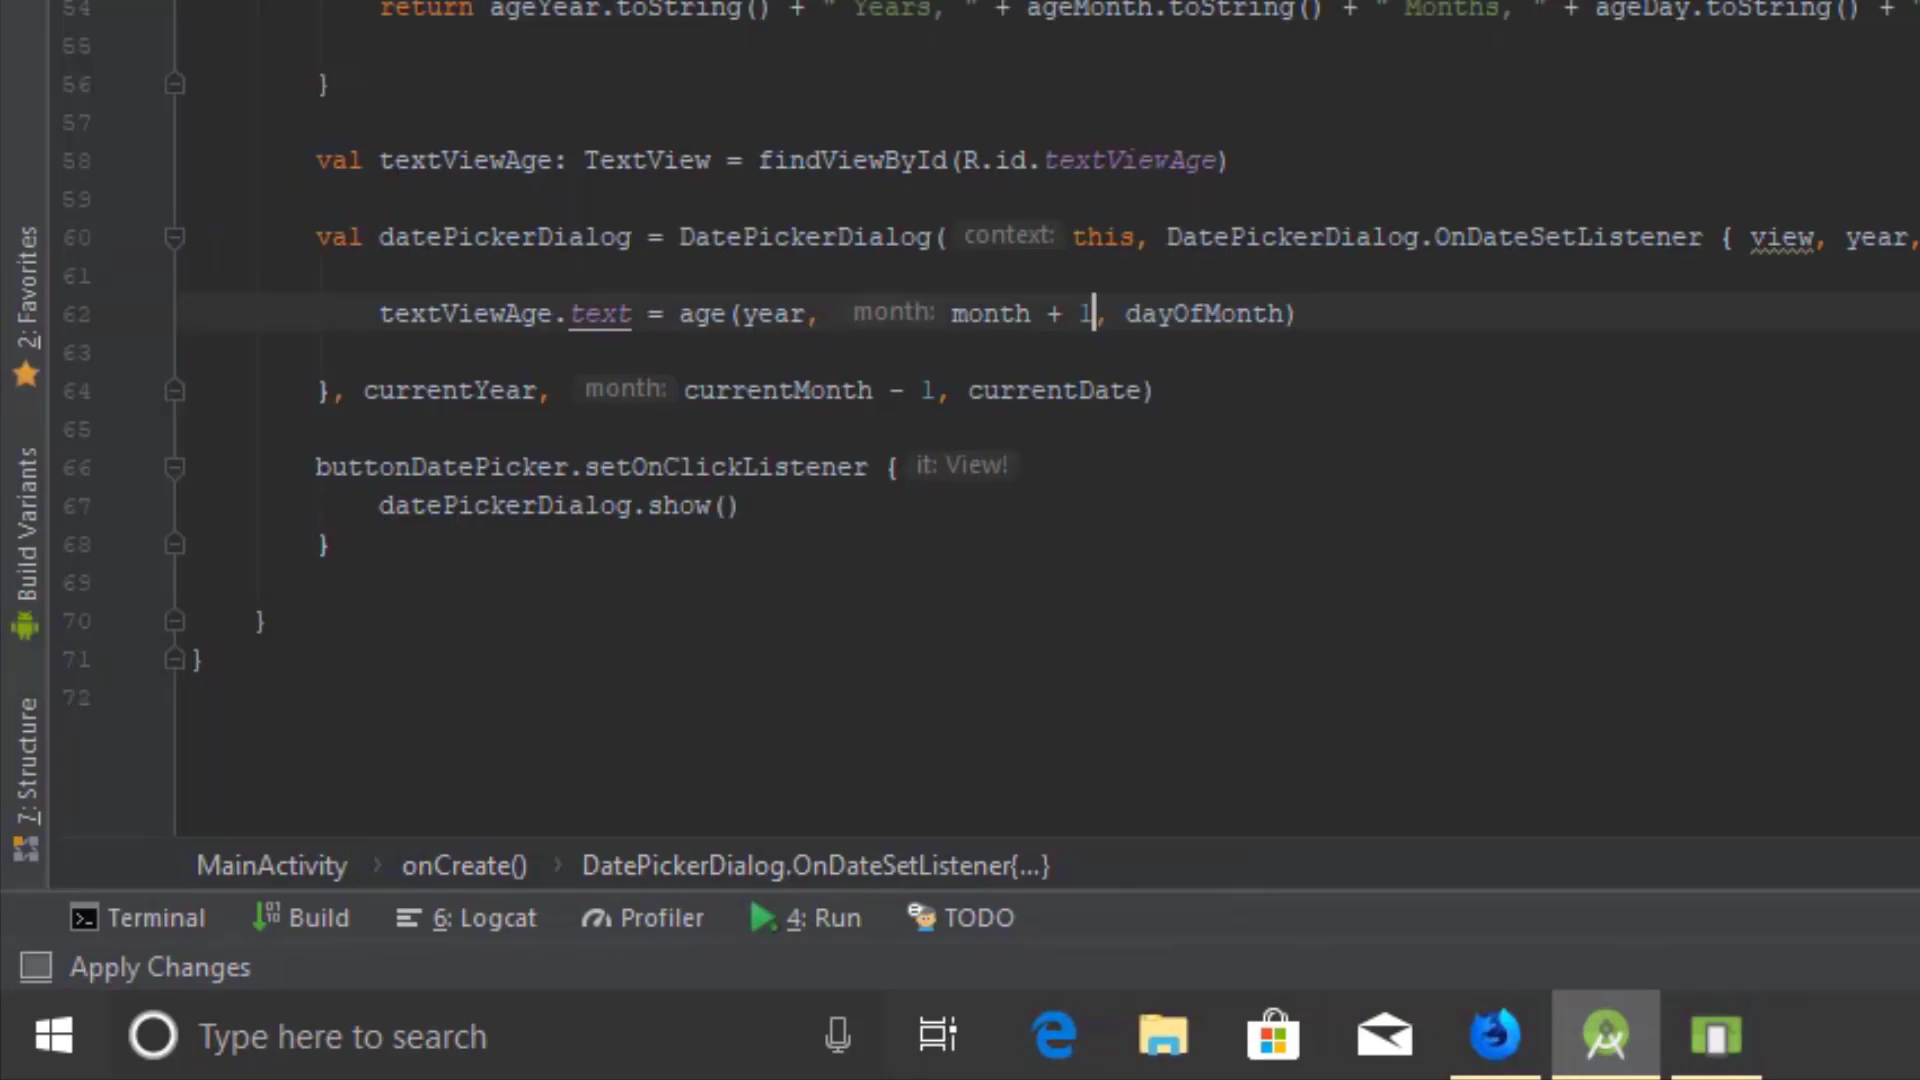 54 return ageYear.toString() + " Years, " + ageMonth.toString() + " Months, " + ageDay.toString() + "
55
56 }
57
58 val textViewAge: TextView = findViewById(R.id.textViewAge)
59
60 val datePickerDialog = DatePickerDialog( context: this, DatePickerDialog.OnDateSetListener { view, year,
61
62 textViewAge.text = age(year, month: month + 1, dayOfMonth)
63
64 }, currentYear, month: currentMonth - 1, currentDate)
65
66 buttonDatePicker.setOnClickListener { it: View!
67 datePickerDialog.show()
68 }
69
70 }
71 }
72
2: Favorites
Build Variants
7: Structure
MainActivity › onCreate() › DatePickerDialog.OnDateSetListener{...}
Terminal Build 6: Logcat Profiler 4: Run TODO
Apply Changes
Type here to search